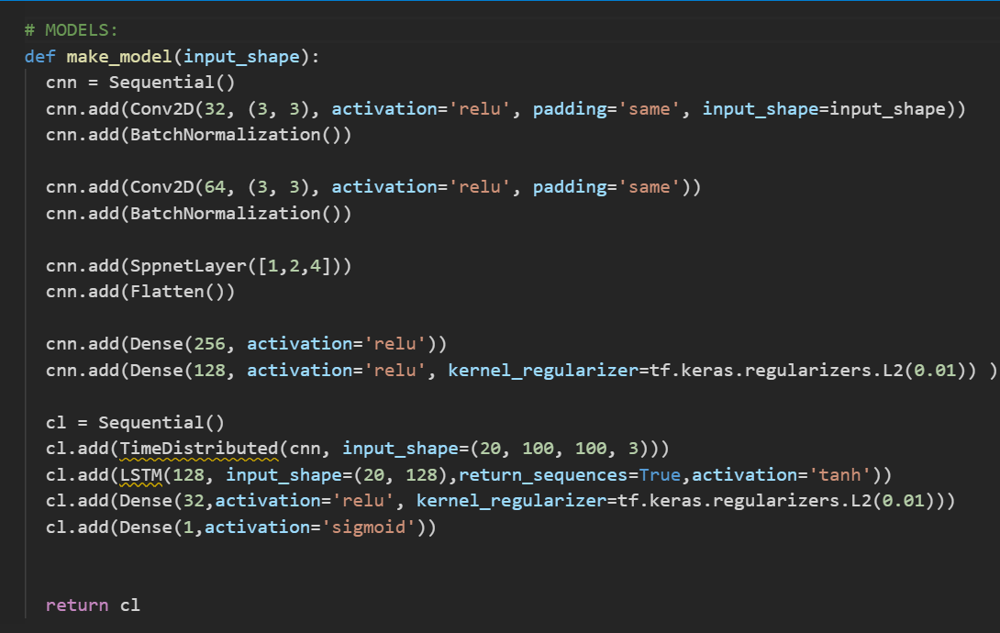 # MODELS:
def make_model(input_shape):
  cnn = Sequential()
  cnn.add(Conv2D(32, (3, 3), activation='relu', padding='same', input_shape=input_shape))
  cnn.add(BatchNormalization())

  cnn.add(Conv2D(64, (3, 3), activation='relu', padding='same'))
  cnn.add(BatchNormalization())

  cnn.add(SppnetLayer([1,2,4]))
  cnn.add(Flatten())

  cnn.add(Dense(256, activation='relu'))
  cnn.add(Dense(128, activation='relu', kernel_regularizer=tf.keras.regularizers.L2(0.01)) )

  cl = Sequential()
  cl.add(TimeDistributed(cnn, input_shape=(20, 100, 100, 3)))
  cl.add(LSTM(128, input_shape=(20, 128),return_sequences=True,activation='tanh'))
  cl.add(Dense(32,activation='relu', kernel_regularizer=tf.keras.regularizers.L2(0.01)))
  cl.add(Dense(1,activation='sigmoid'))


  return cl